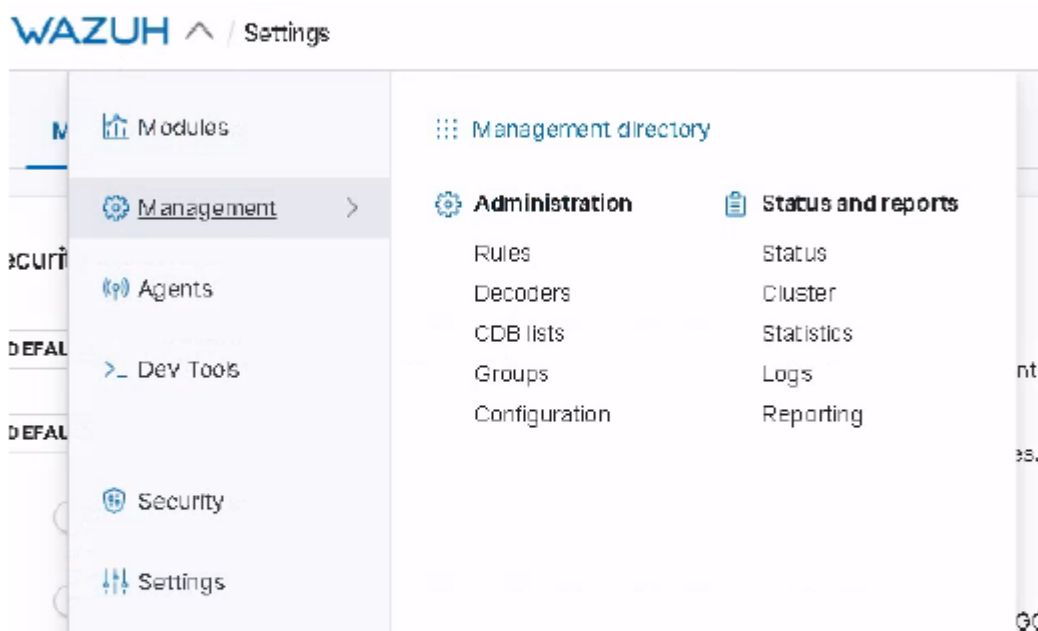 WAZUH / Settings
Modules
Management
Agents
Dev Tools
Security
Settings
Management directory
Administration
Rules
Decoders
CDB lists
Groups
Configuration
Status and reports
Status
Cluster
Statistics
Logs
Reporting